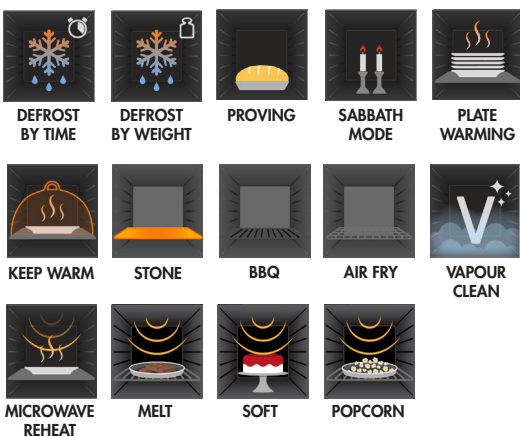 DEFROST
BY TIME
DEFROST
BY WEIGHT
PROVING
SABBATH
MODE
PLATE
WARMING
KEEP WARM
STONE
BBQ
AIR FRY
V
VAPOUR
CLEAN
MICROWAVE
REHEAT
MELT
SOFT
POPCORN